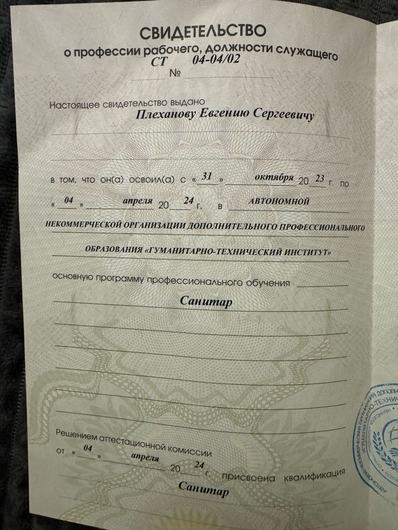 СВИДЕТЕЛЬСТВО
о профессии рабочего, должности служащего
СТ 04-04/02
№
Настоящее свидетельство выдано
Плеханову Евгению Сергеевичу
в том, что он(а) освоил(а) с « 31 » октября 20 23 г. по
« 04 » апреля 20 24 г. в АВТОНОМНОЙ
НЕКОММЕРЧЕСКОЙ ОРГАНИЗАЦИИ ДОПОЛНИТЕЛЬНОГО ПРОФЕССИОНАЛЬНОГО
ОБРАЗОВАНИЯ «ГУМАНИТАРНО-ТЕХНИЧЕСКИЙ ИНСТИТУТ»
основную программу профессионального обучения
Санитар
Решением аттестационной комиссии
от « 04 » апреля 20 24 г. присвоена квалификация
Санитар